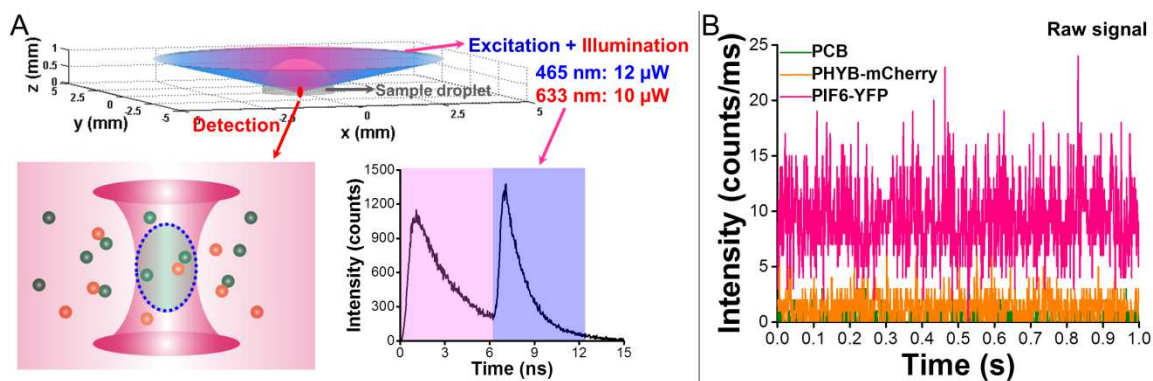 A
z (mm)
1
0.5
0
5
0
-5
y (mm)
-5
-2.5
0
2.5
5
x (mm)
Excitation + Illumination
465 nm: 12 µW
633 nm: 10 µW
Sample droplet
Detection
Intensity (counts)
1500
1200
900
600
300
0
0 3 6 9 12 15
Time (ns)
B
Raw signal
PCB
PHYB-mCherry
PIF6-YFP
Intensity (counts/ms)
25
20
15
10
5
0
0.0 0.1 0.2 0.3 0.4 0.5 0.6 0.7 0.8 0.9 1.0
Time (s)